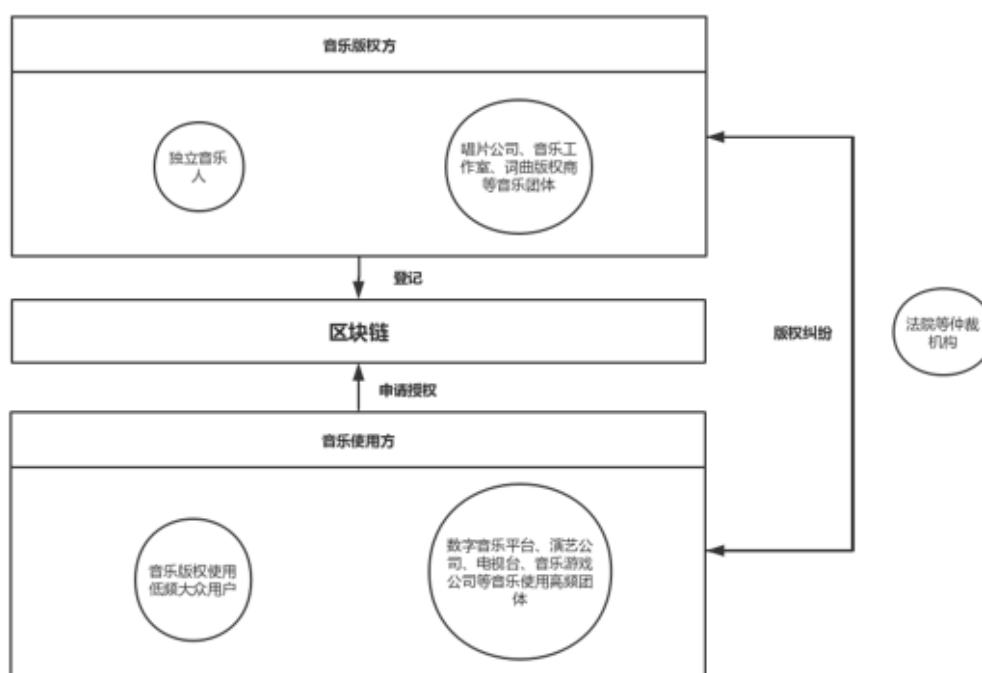 音乐版权方
独立音乐
人
唱片公司、音乐工
作室、词曲版权商
等音乐团体
登记
区块链
版权纠纷
法院等仲裁
机构
申请授权
音乐使用方
音乐版权使用
低频大众用户
数字音乐平台、演艺公
司、电视台、音乐游戏
公司等音乐使用高频团
体